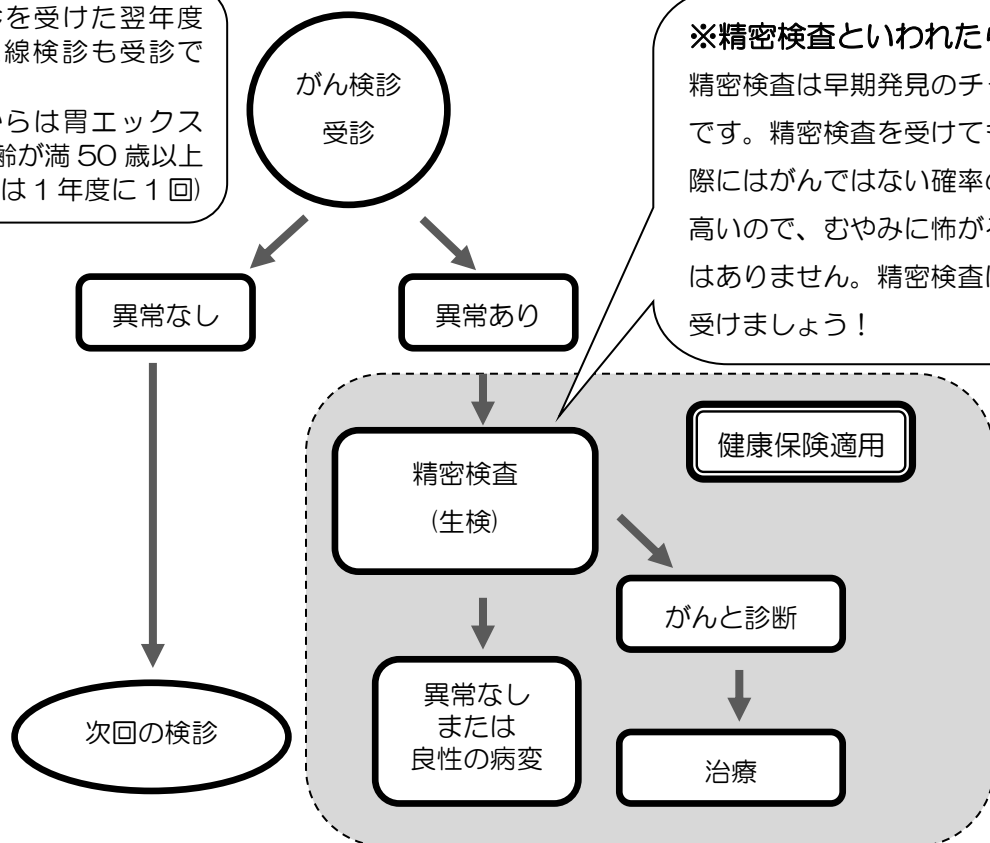 を受けた翌年度
線検診も受診で
らは胃エックス
齢が満50歳以上
は1年度に1回)
がん検診
受診
※精密検査といわれたら
精密検査は早期発見のチ
です。精密検査を受けて
際にはがんではない確率の
高いので、むやみに怖が
はありません。精密検査は
受けましょう！
異常なし
異常あり
健康保険適用
精密検査
(生検)
がんと診断
異常なし
または
良性の病変
治療
次回の検診